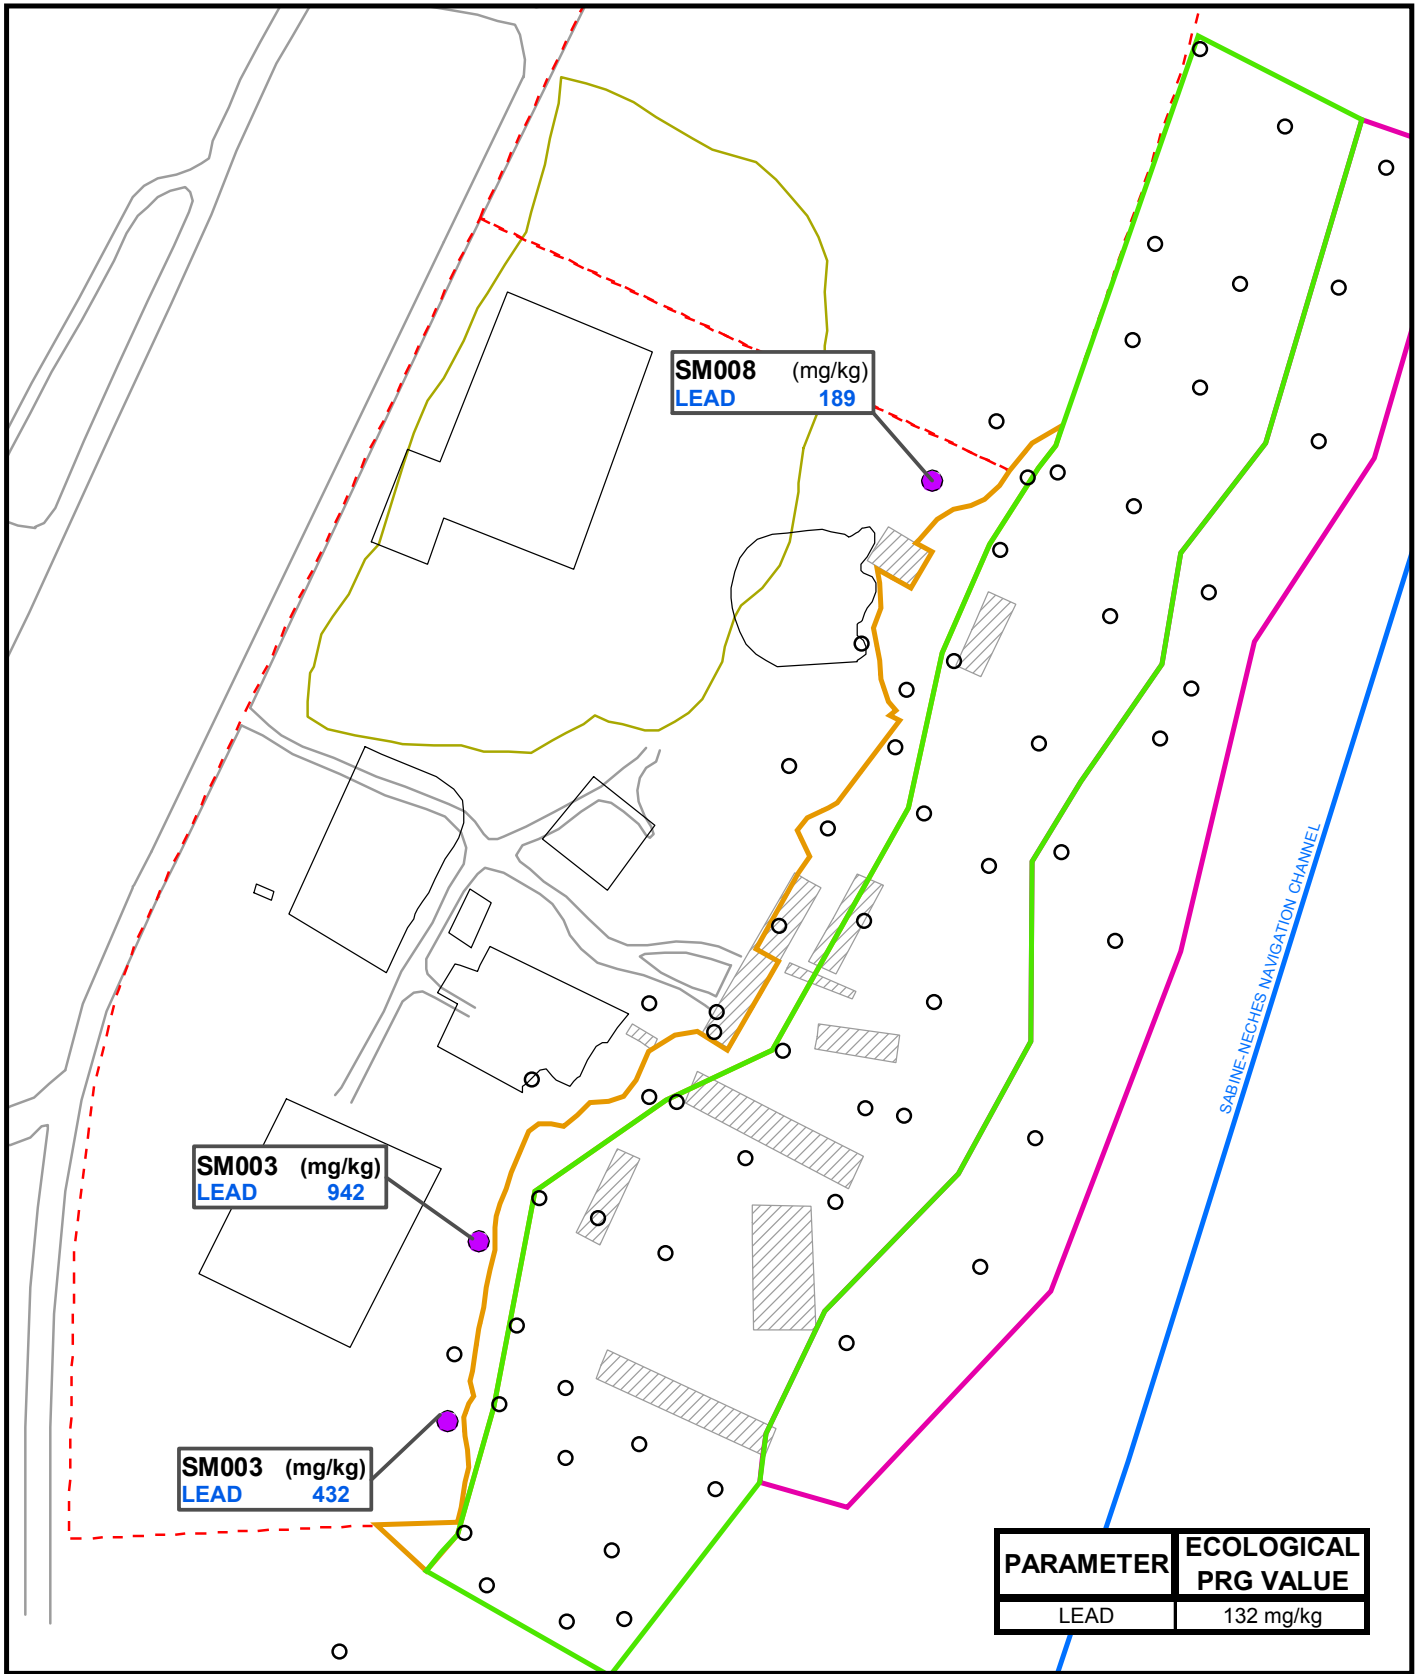 SM008 (mg/kg)
LEAD 189
SABINE-NECHES NAVIGATION CHANNEL
SM003 (mg/kg)
LEAD 942
SM003 (mg/kg)
LEAD 432
PARAMETER ECOLOGICAL
PRG VALUE
LEAD 132 mg/kg